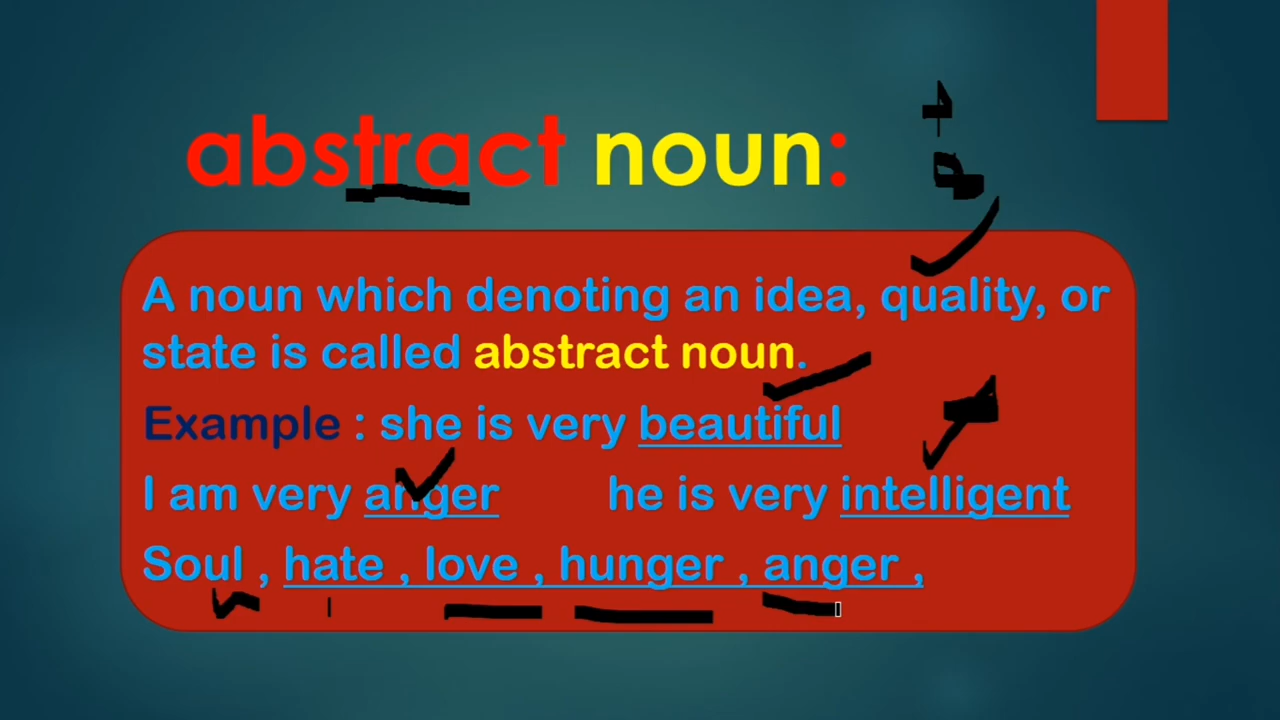 abstract noun:
A noun which denoting an idea, quality, or
state is called abstract noun.
Example : she is very beautiful
I am very anger he is very intelligent
Soul , hate , love , hunger , anger ,